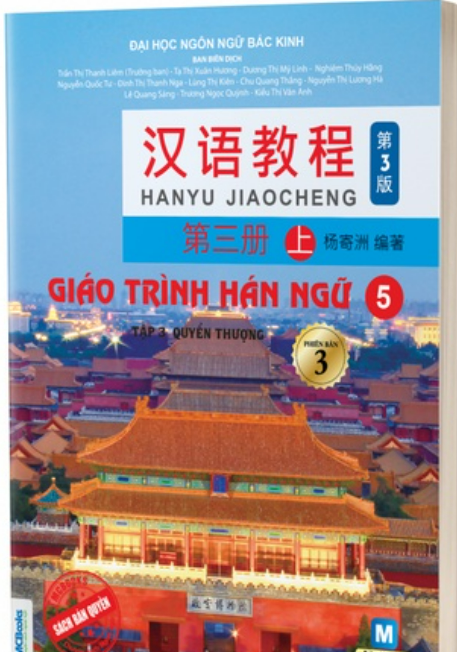 ĐẠI HỌC NGÔN NGỮ BẮC KINH
BAN BIÊN DỊCH
Trần Thị Thanh Liêm (Trưởng ban) - Tạ Thị Xuân Hương - Dương Thị Mỹ Linh - Nghiêm Thúy Hằng
Nguyễn Quốc Tư - Đinh Thị Thanh Nga - Lùng Thị Kiên - Chu Quang Thắng - Nguyễn Thị Lương Hà
Lê Quang Sáng - Trương Ngọc Quỳnh - Kiều Thị Vân Anh
汉语教程
第3版
HANYU JIAOCHENG
第三册 上 杨寄洲 编著
GIÁO TRÌNH HÁN NGỮ 5
TẬP 3 QUYỂN THƯỢNG
PHIÊN BẢN
3
故宫博物院
MCBOOKS
SÁCH BẢN QUYỀN
MCBooks
M